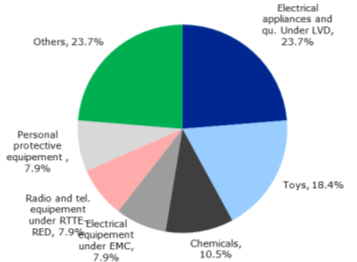 Electrical
appliances and
qu. Under LVD,
23.7%
Toys, 18.4%
Chemicals,
10.5%
Electrical
equipement
under EMC,
7.9%
Radio and tel.
equipement
under RTTE-
RED, 7.9%
Personal
protective
equipement ,
7.9%
Others, 23.7%